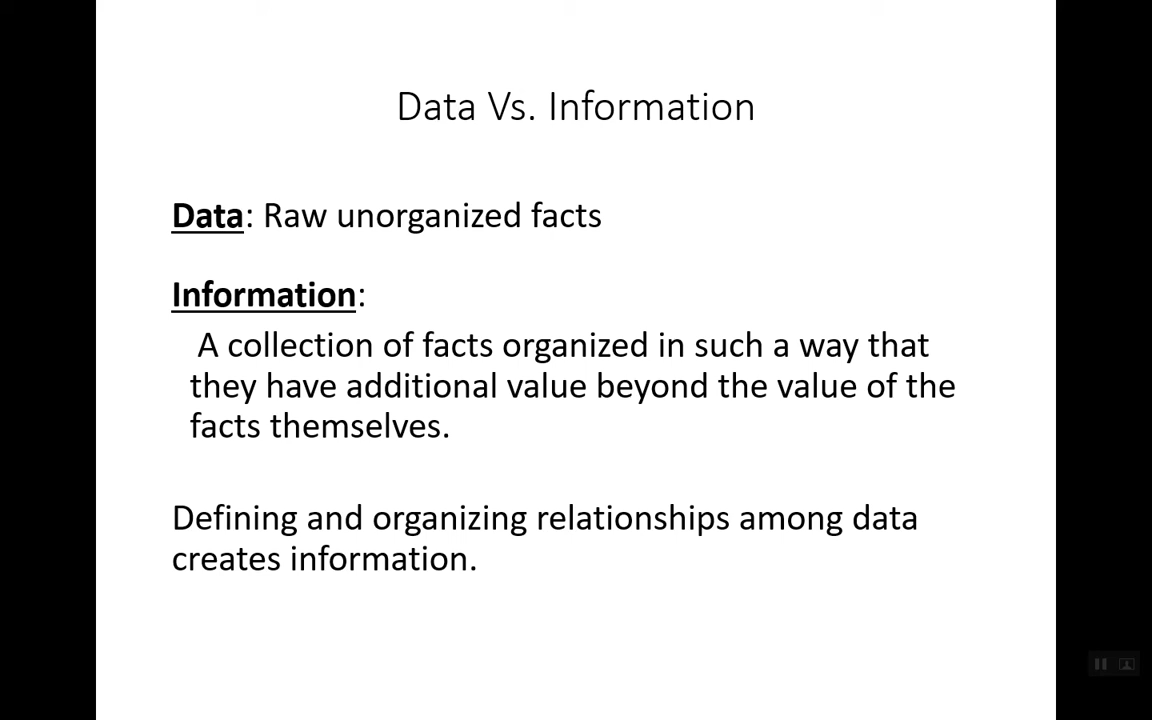 Data Vs. Information
Data: Raw unorganized facts
Information:
A collection of facts organized in such a way that
they have additional value beyond the value of the
facts themselves.
Defining and organizing relationships among data
creates information.